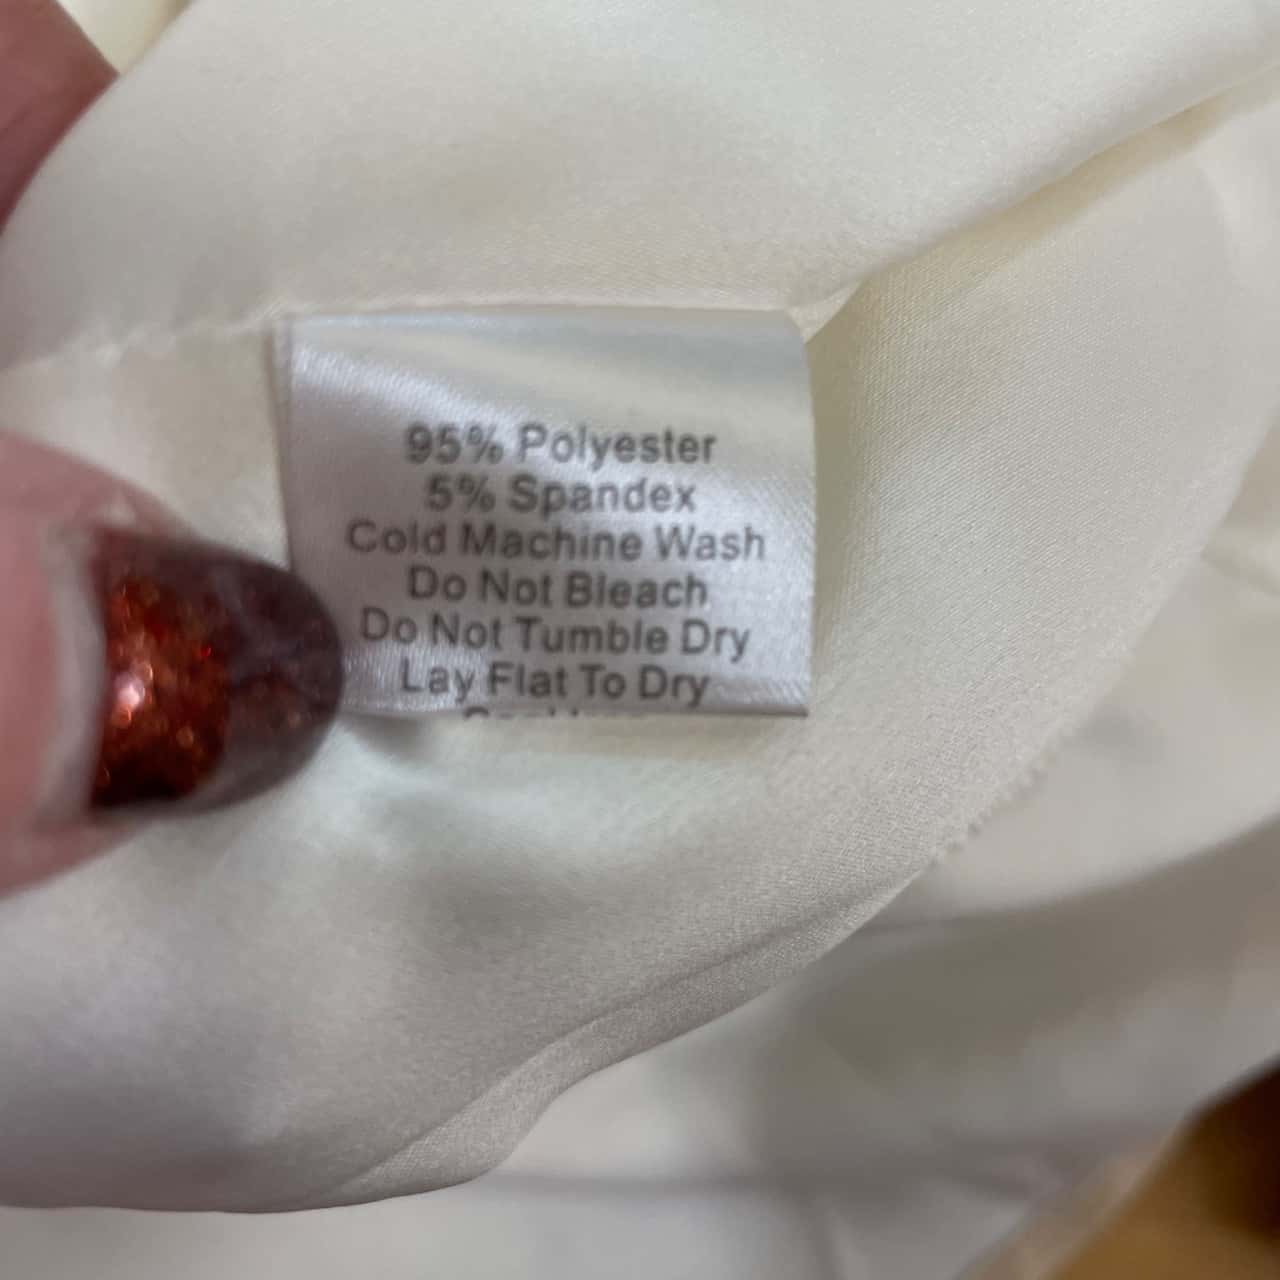 95% Polyester
5% Spandex
Cold Machine Wash
Do Not Bleach
Do Not Tumble Dry
Lay Flat To Dry